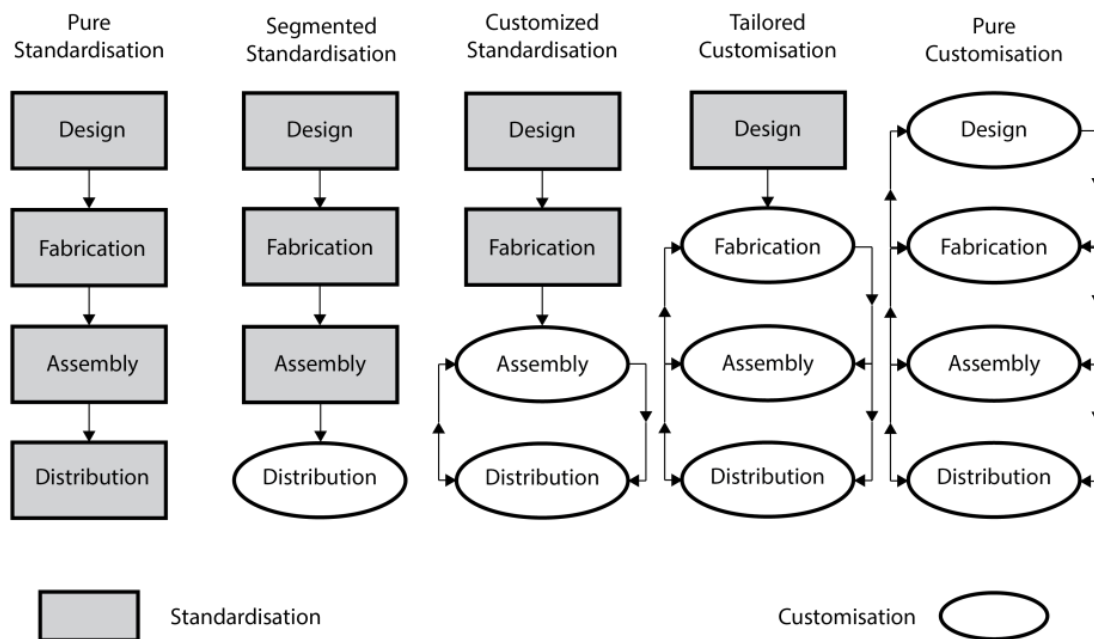 Pure
Standardisation
Segmented
Standardisation
Customized
Standardisation
Tailored
Customisation
Pure
Customisation
Design
Design
Design
Design
Design
Fabrication
Fabrication
Fabrication
Fabrication
Fabrication
Assembly
Assembly
Assembly
Assembly
Assembly
Distribution
Distribution
Distribution
Distribution
Distribution
Standardisation
Customisation